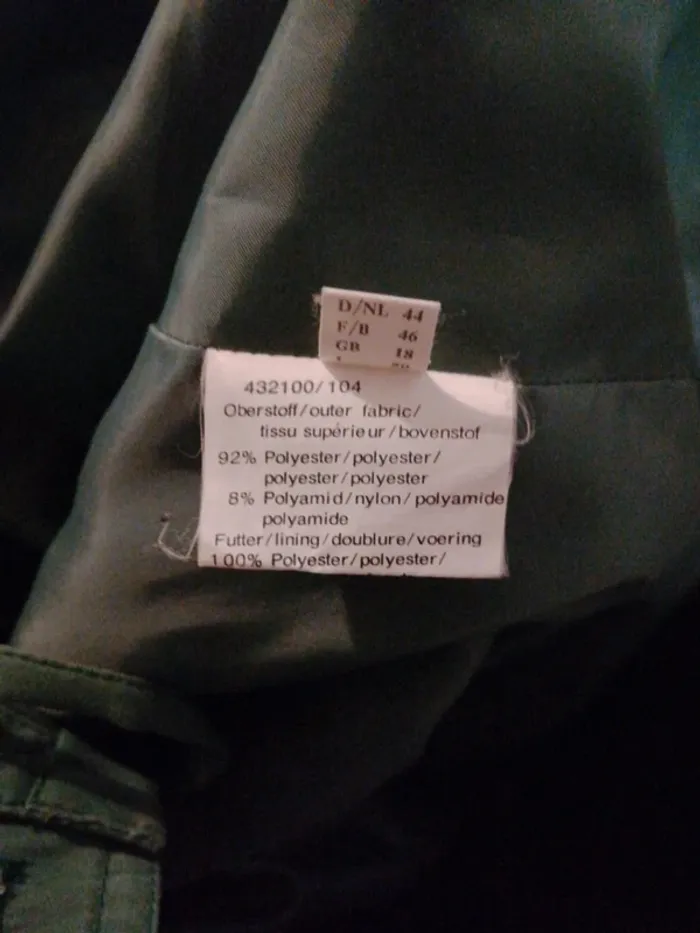 D/NL 44
F/B 46
GB 18
432100/104
Oberstoff/outer fabric/
tissu supérieur/bovenstof
92% Polyester/polyester/
polyester/polyester
8% Polyamid/nylon/polyamide
polyamide
Futter/lining/doublure/voering
100% Polyester/polyester/